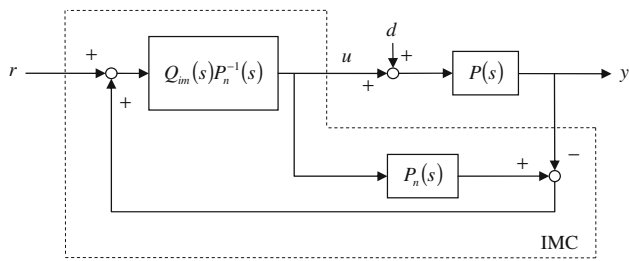 d
+
+
r
+
Q_{im}(s)P_n^{-1}(s)
u
+
P(s)
y
+
−
P_n(s)
+
IMC